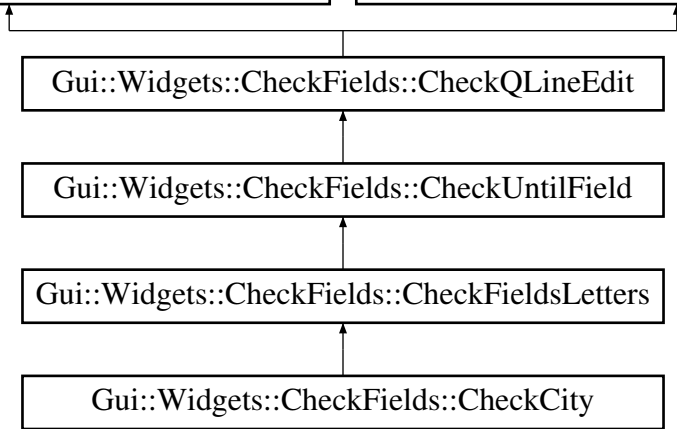 Gui::Widgets::CheckFields::CheckQLineEdit
Gui::Widgets::CheckFields::CheckUntilField
Gui::Widgets::CheckFields::CheckFieldsLetters
Gui::Widgets::CheckFields::CheckCity